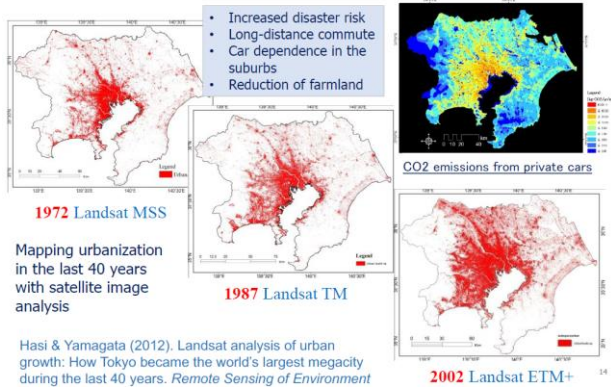 • Increased disaster risk
• Long-distance commute
• Car dependence in the
suburbs
• Reduction of farmland
Legend
Urban
1972 Landsat MSS
Legend
1987 Landsat TM
Legend
CO2 emissions from private cars
2002 Landsat ETM+
Mapping urbanization
in the last 40 years
with satellite image
analysis
Hasi & Yamagata (2012). Landsat analysis of urban
growth: How Tokyo became the world's largest megacity
during the last 40 years. Remote Sensing of Environment
14